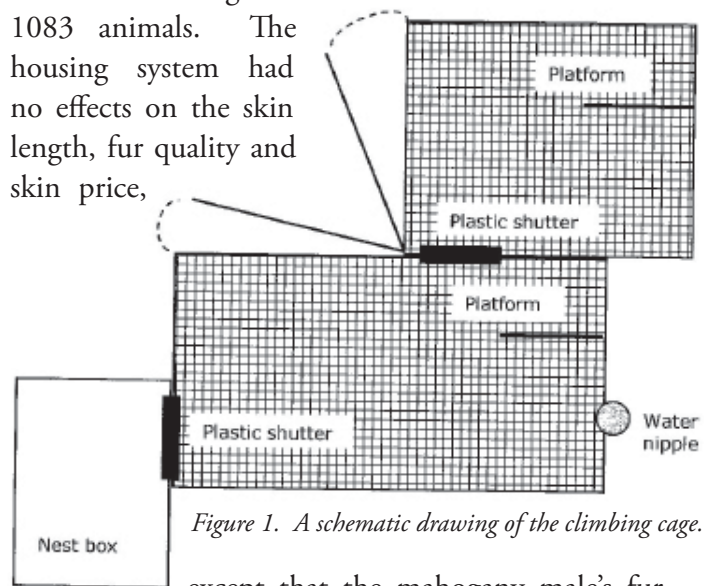 1083 animals. The
housing system had
no effects on the skin
length, fur quality and
skin price,
Platform
Plastic shutter
Platform
Plastic shutter
Water
nipple
Nest box
Figure 1. A schematic drawing of the climbing cage.
except that the mahogany male's fur